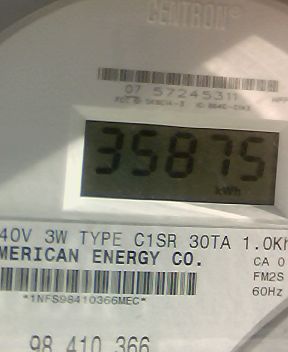 CENTRON®
07 57245311
35875
kWh
40V 3W TYPE C1SR 30TA 1.0Kh
MERICAN ENERGY CO.
CA 0
FM2S
60Hz
*1NFS98410366MEC*
98 410 366